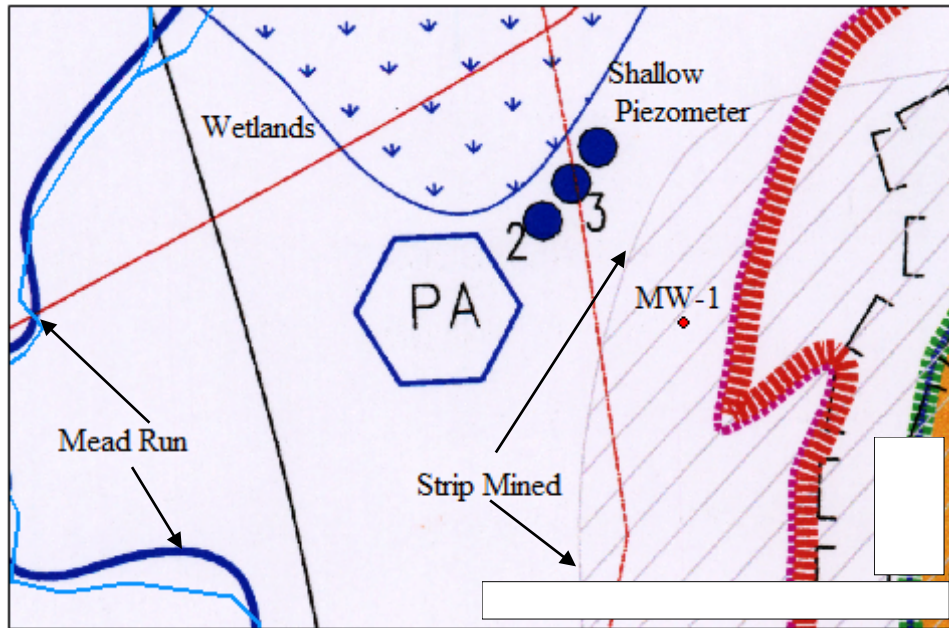 Shallow
Piezometer
Wetlands
3
2
MW-1
PA
Mead Run
Strip Mined